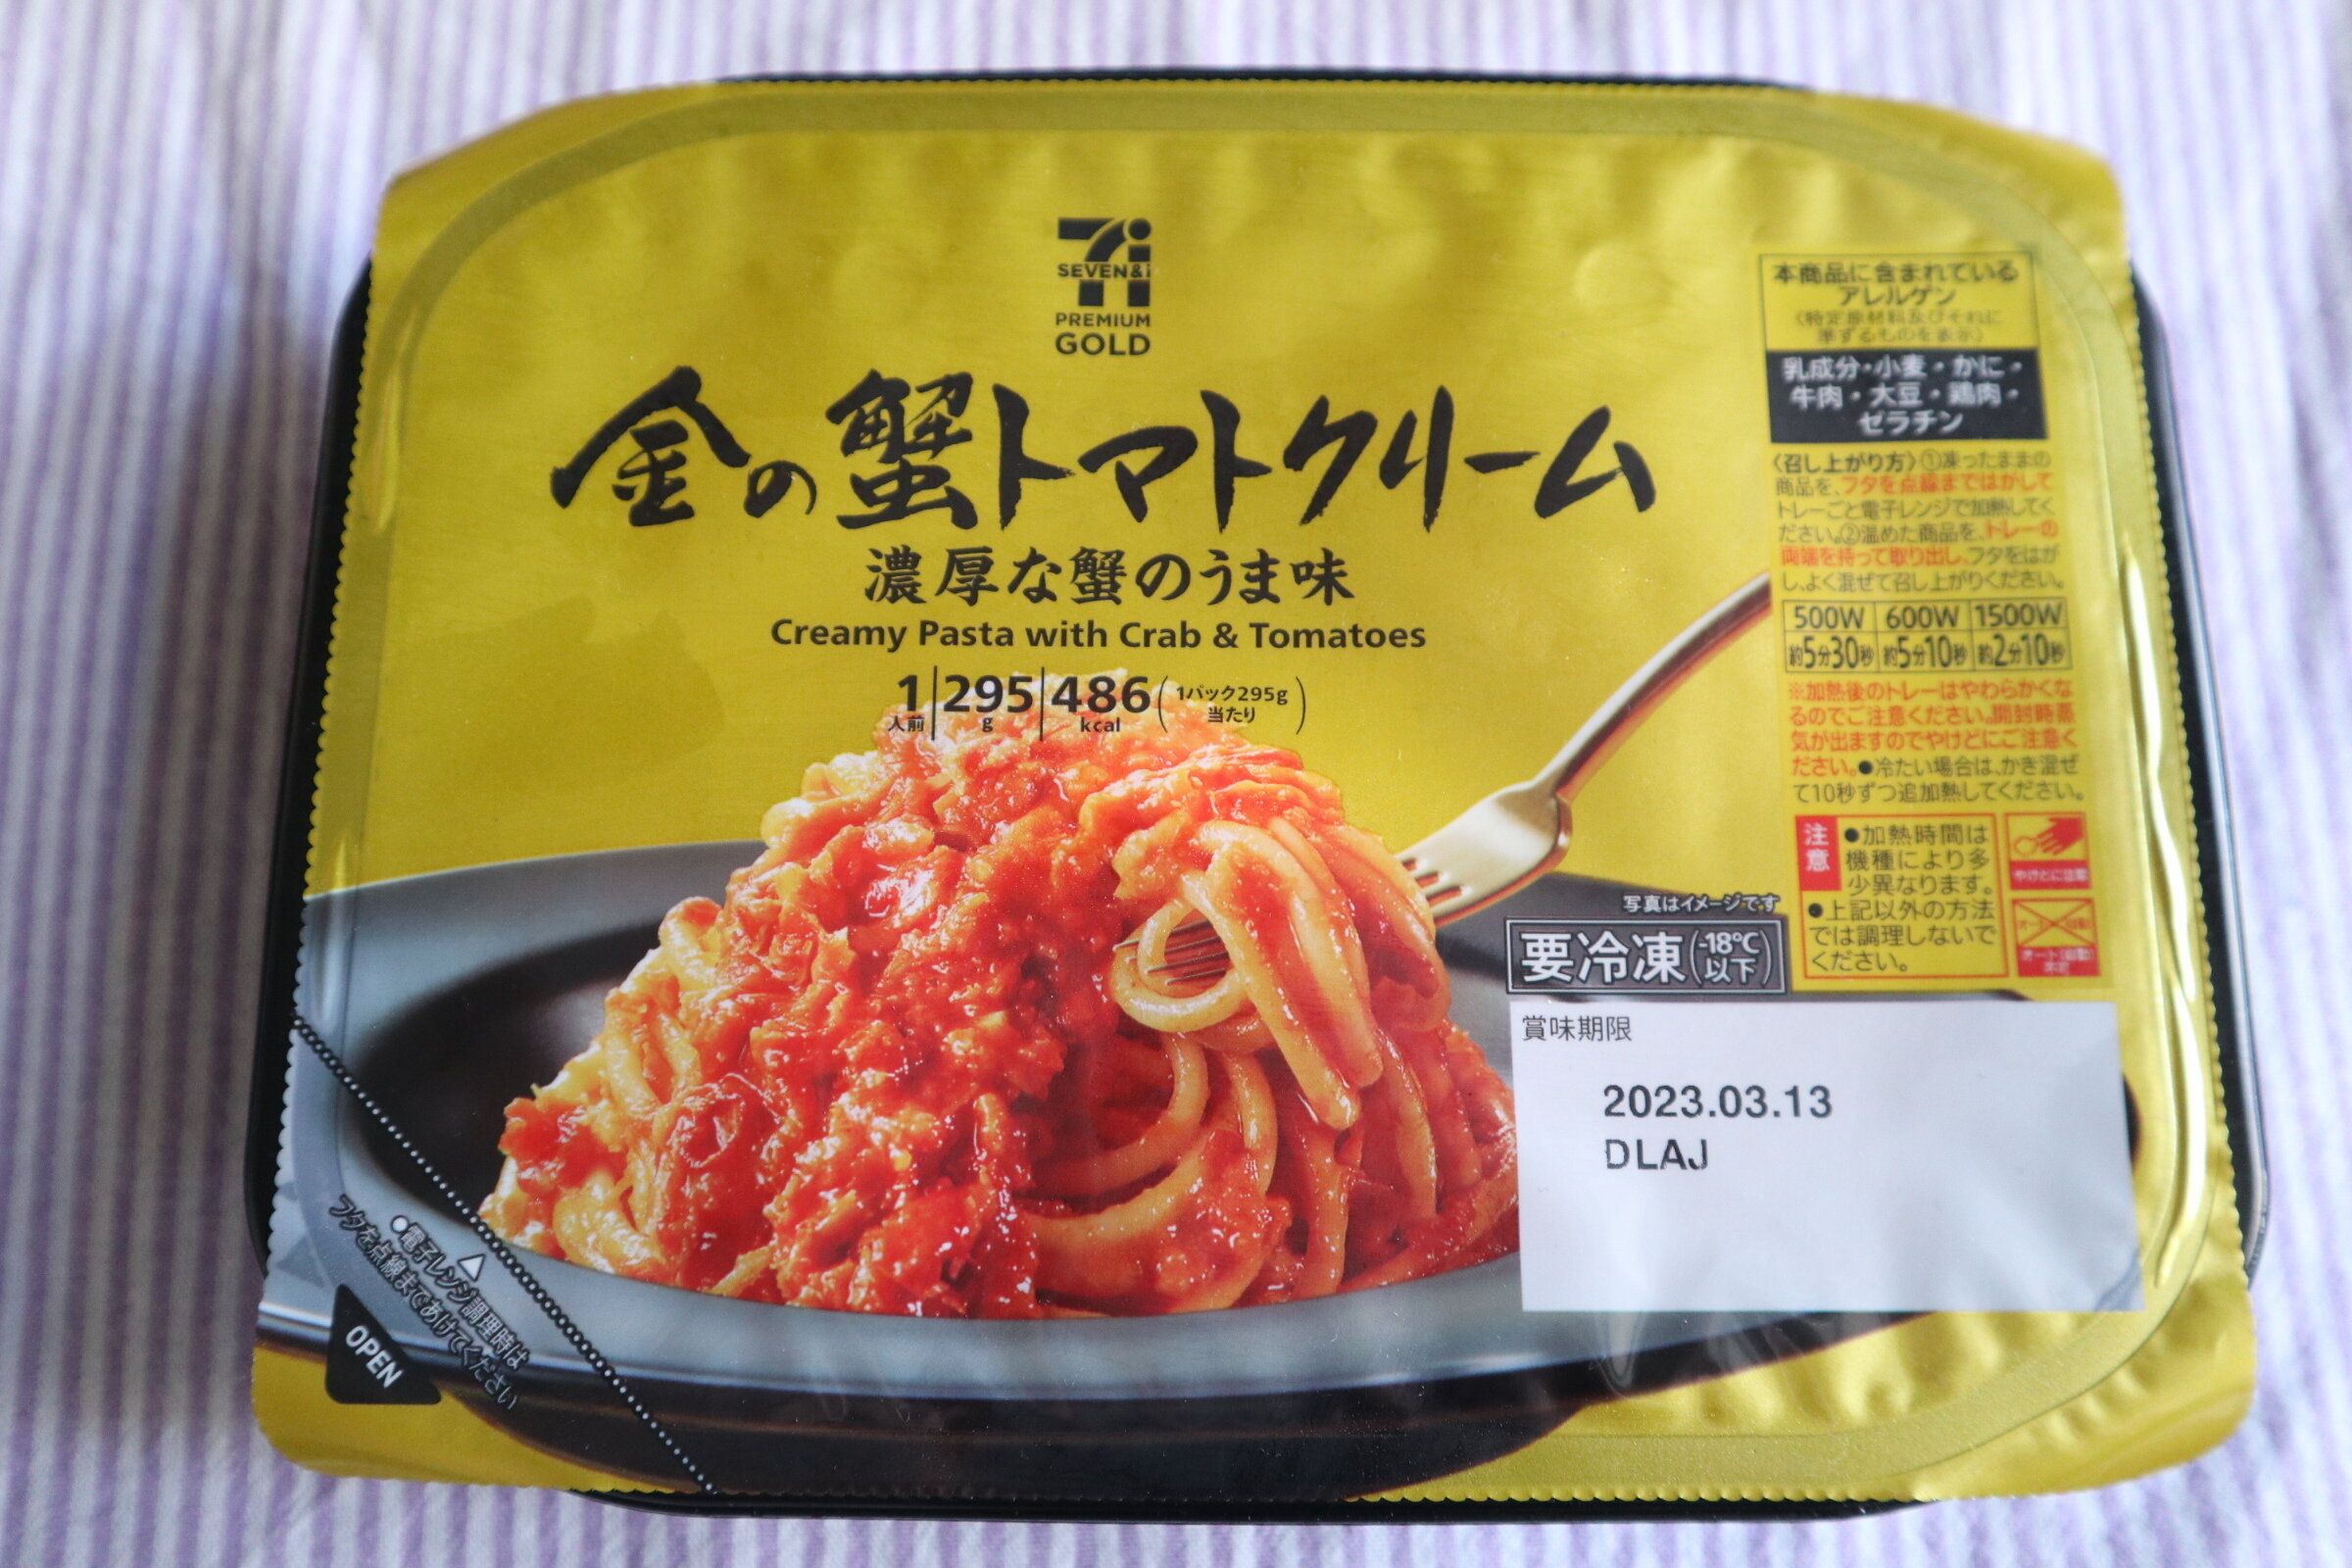 SEVEN&i
PREMIUM
GOLD
金の蟹トマトクリーム
濃厚な蟹のうま味
Creamy Pasta with Crab & Tomatoes
1人前 295g 486kcal (1パック295g当たり)
本商品に含まれている
アレルゲン
(特定原材料及びそれに
準ずるものを表示)
乳成分・小麦・かに・
牛肉・大豆・鶏肉・
ゼラチン
〈召し上がり方〉①凍ったままの
商品を、フタを点線まではがして
トレーごと電子レンジで加熱してく
ださい。②温めた商品を、トレーの
両端を持って取り出し、フタをはが
し、よく混ぜて召し上がりください。
500W 600W 1500W
約5分30秒 約5分10秒 約2分10秒
※加熱後のトレーはやわらかくな
るのでご注意ください。開封時蒸
気が出ますのでやけどにご注意く
ださい。●冷たい場合は、かき混ぜ
て10秒ずつ追加熱してください。
注意
●加熱時間は
機種により多
少異なります。
●上記以外の方法
では調理しないで
ください。
やけどに注意
オート(自動)
不可
写真はイメージです
要冷凍(-18℃以下)
賞味期限
2023.03.13
DLAJ
●電子レンジ調理時は
フタを点線まであけてください
OPEN